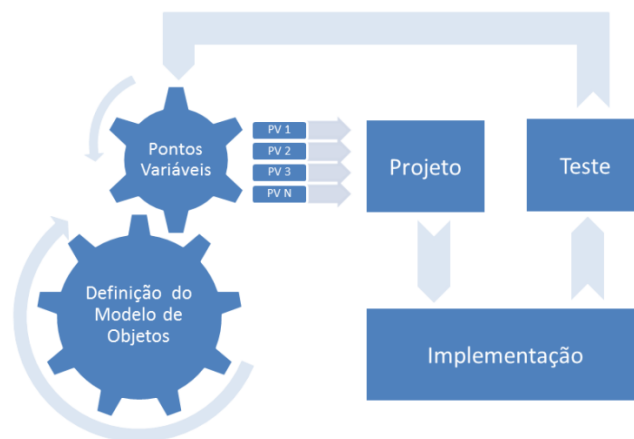 Pontos
Variáveis
PV 1
PV 2
PV 3
PV N
Projeto
Teste
Definição do
Modelo de
Objetos
Implementação